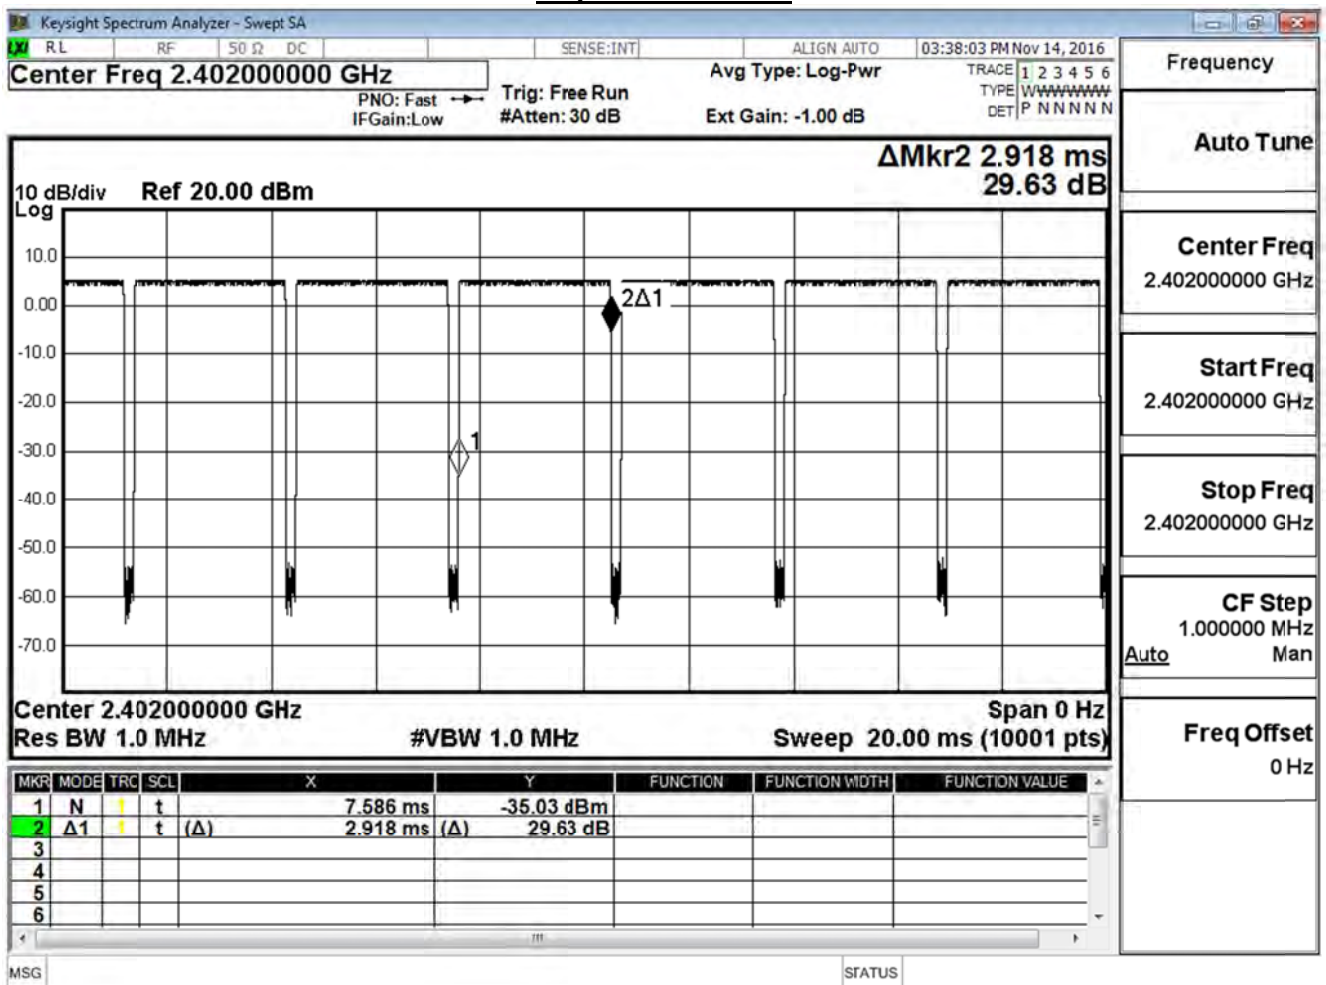 Keysight Spectrum Analyzer - Swept SA
LXI RL RF 50 Ω DC SENSE:INT ALIGN AUTO 03:38:03 PM Nov 14, 2016
Center Freq 2.402000000 GHz
PNO: Fast
IFGain:Low
Trig: Free Run
#Atten: 30 dB
Avg Type: Log-Pwr
Ext Gain: -1.00 dB
TRACE 1 2 3 4 5 6
TYPE WWWWWW
DET P N N N N N
ΔMkr2 2.918 ms
29.63 dB
10 dB/div Ref 20.00 dBm
Log
10.0
0.00
-10.0
-20.0
-30.0
-40.0
-50.0
-60.0
-70.0
2Δ1
1
Center 2.402000000 GHz Span 0 Hz
Res BW 1.0 MHz #VBW 1.0 MHz Sweep 20.00 ms (10001 pts)
MKR MODE TRC SCL X Y FUNCTION FUNCTION WIDTH FUNCTION VALUE
1 N 1 t 7.586 ms -35.03 dBm
2 Δ1 1 t (Δ) 2.918 ms (Δ) 29.63 dB
3
4
5
6
MSG STATUS
Frequency
Auto Tune
Center Freq
2.402000000 GHz
Start Freq
2.402000000 GHz
Stop Freq
2.402000000 GHz
CF Step
1.000000 MHz
Auto Man
Freq Offset
0 Hz